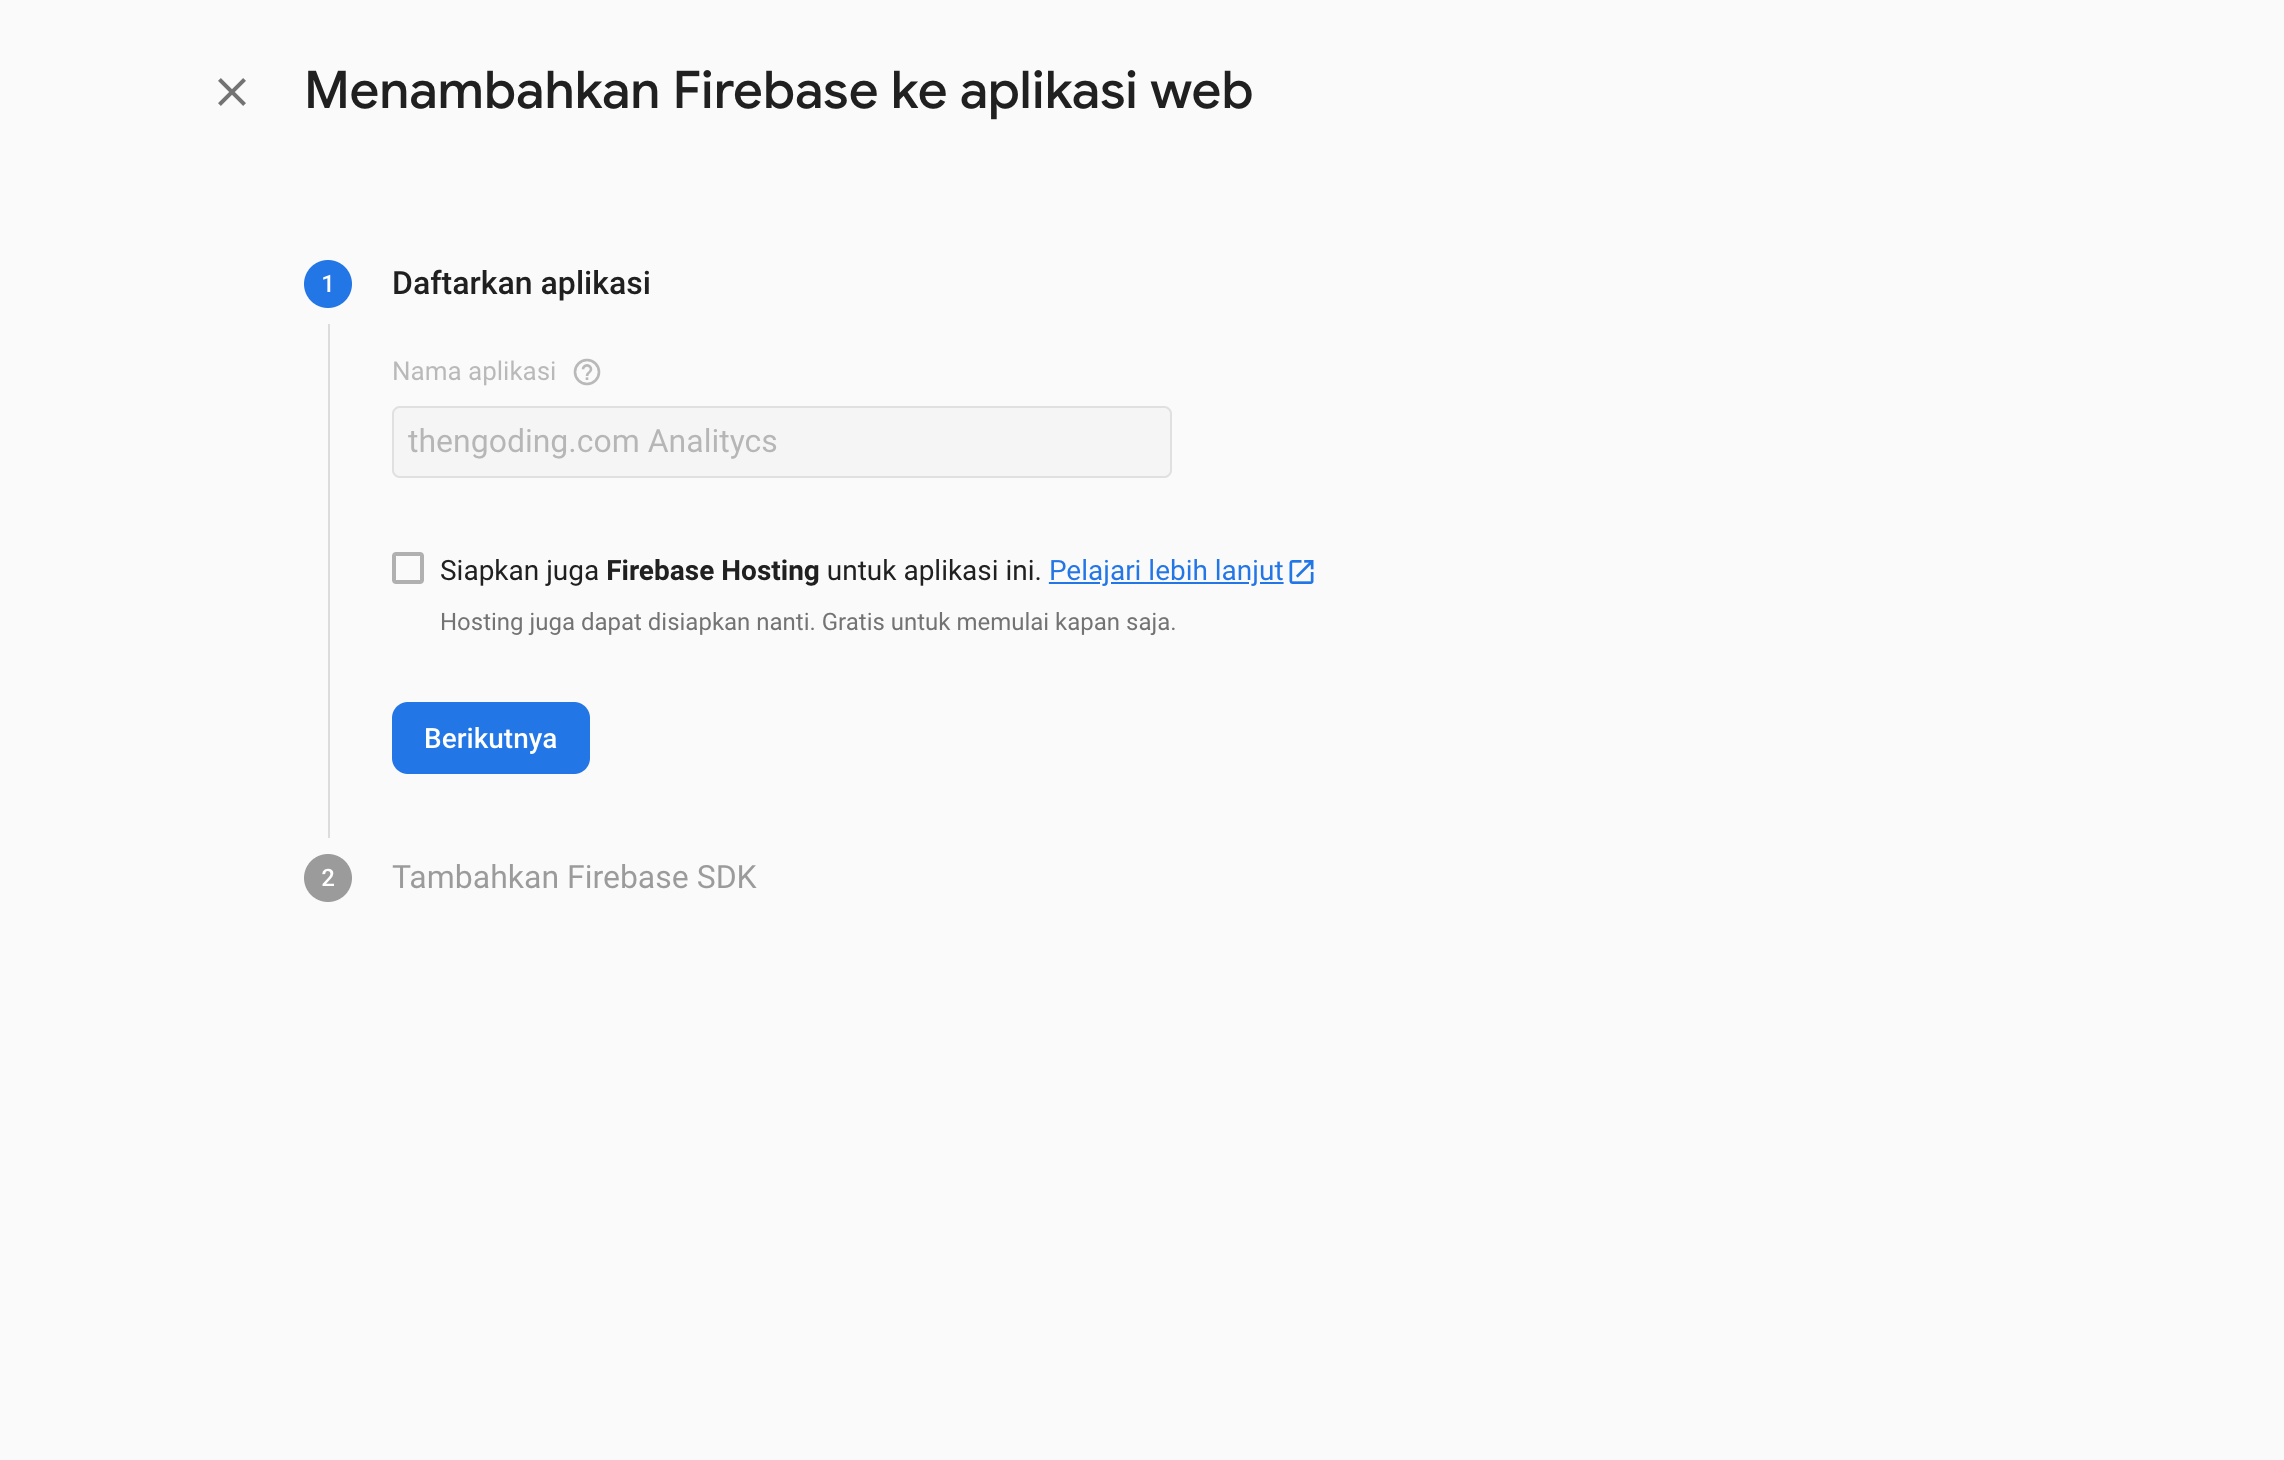 Menambahkan Firebase ke aplikasi web
1 Daftarkan aplikasi
Nama aplikasi ?
thengoding.com Analitycs
Siapkan juga Firebase Hosting untuk aplikasi ini. Pelajari lebih lanjut
Hosting juga dapat disiapkan nanti. Gratis untuk memulai kapan saja.
Berikutnya
2 Tambahkan Firebase SDK